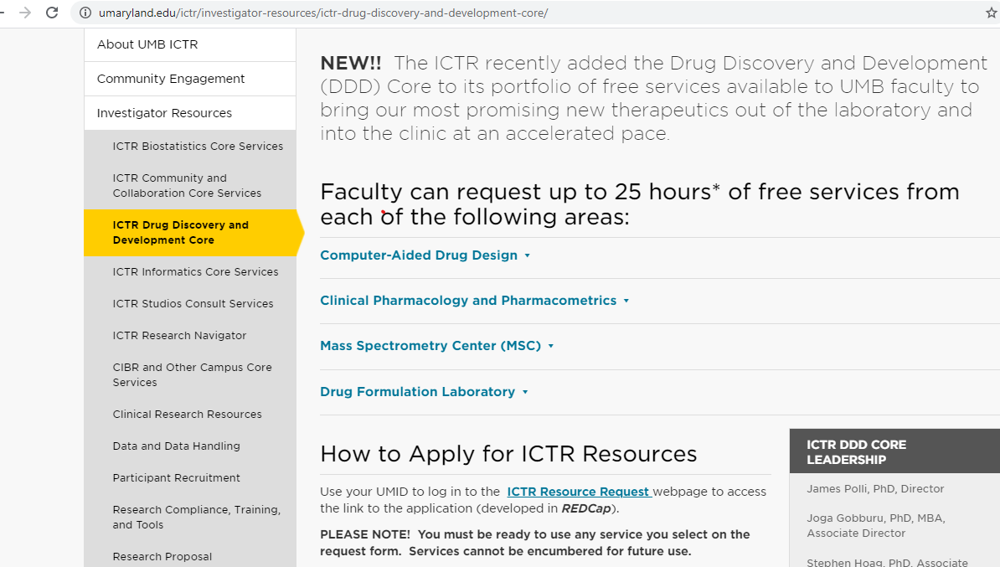 umaryland.edu/ictr/investigator-resources/ictr-drug-discovery-and-development-core/
About UMB ICTR
Community Engagement
Investigator Resources
ICTR Biostatistics Core Services
ICTR Community and
Collaboration Core Services
ICTR Drug Discovery and
Development Core
ICTR Informatics Core Services
ICTR Studios Consult Services
ICTR Research Navigator
CIBR and Other Campus Core
Services
Clinical Research Resources
Data and Data Handling
Participant Recruitment
Research Compliance, Training,
and Tools
Research Proposal
NEW!! The ICTR recently added the Drug Discovery and Development
(DDD) Core to its portfolio of free services available to UMB faculty to
bring our most promising new therapeutics out of the laboratory and
into the clinic at an accelerated pace.
Faculty can request up to 25 hours* of free services from
each of the following areas:
Computer-Aided Drug Design
Clinical Pharmacology and Pharmacometrics
Mass Spectrometry Center (MSC)
Drug Formulation Laboratory
How to Apply for ICTR Resources
Use your UMID to log in to the ICTR Resource Request webpage to access
the link to the application (developed in REDCap).
PLEASE NOTE! You must be ready to use any service you select on the
request form. Services cannot be encumbered for future use.
ICTR DDD CORE
LEADERSHIP
James Polli, PhD, Director
Joga Gobburu, PhD, MBA,
Associate Director
Stephen Hoag, PhD, Associate